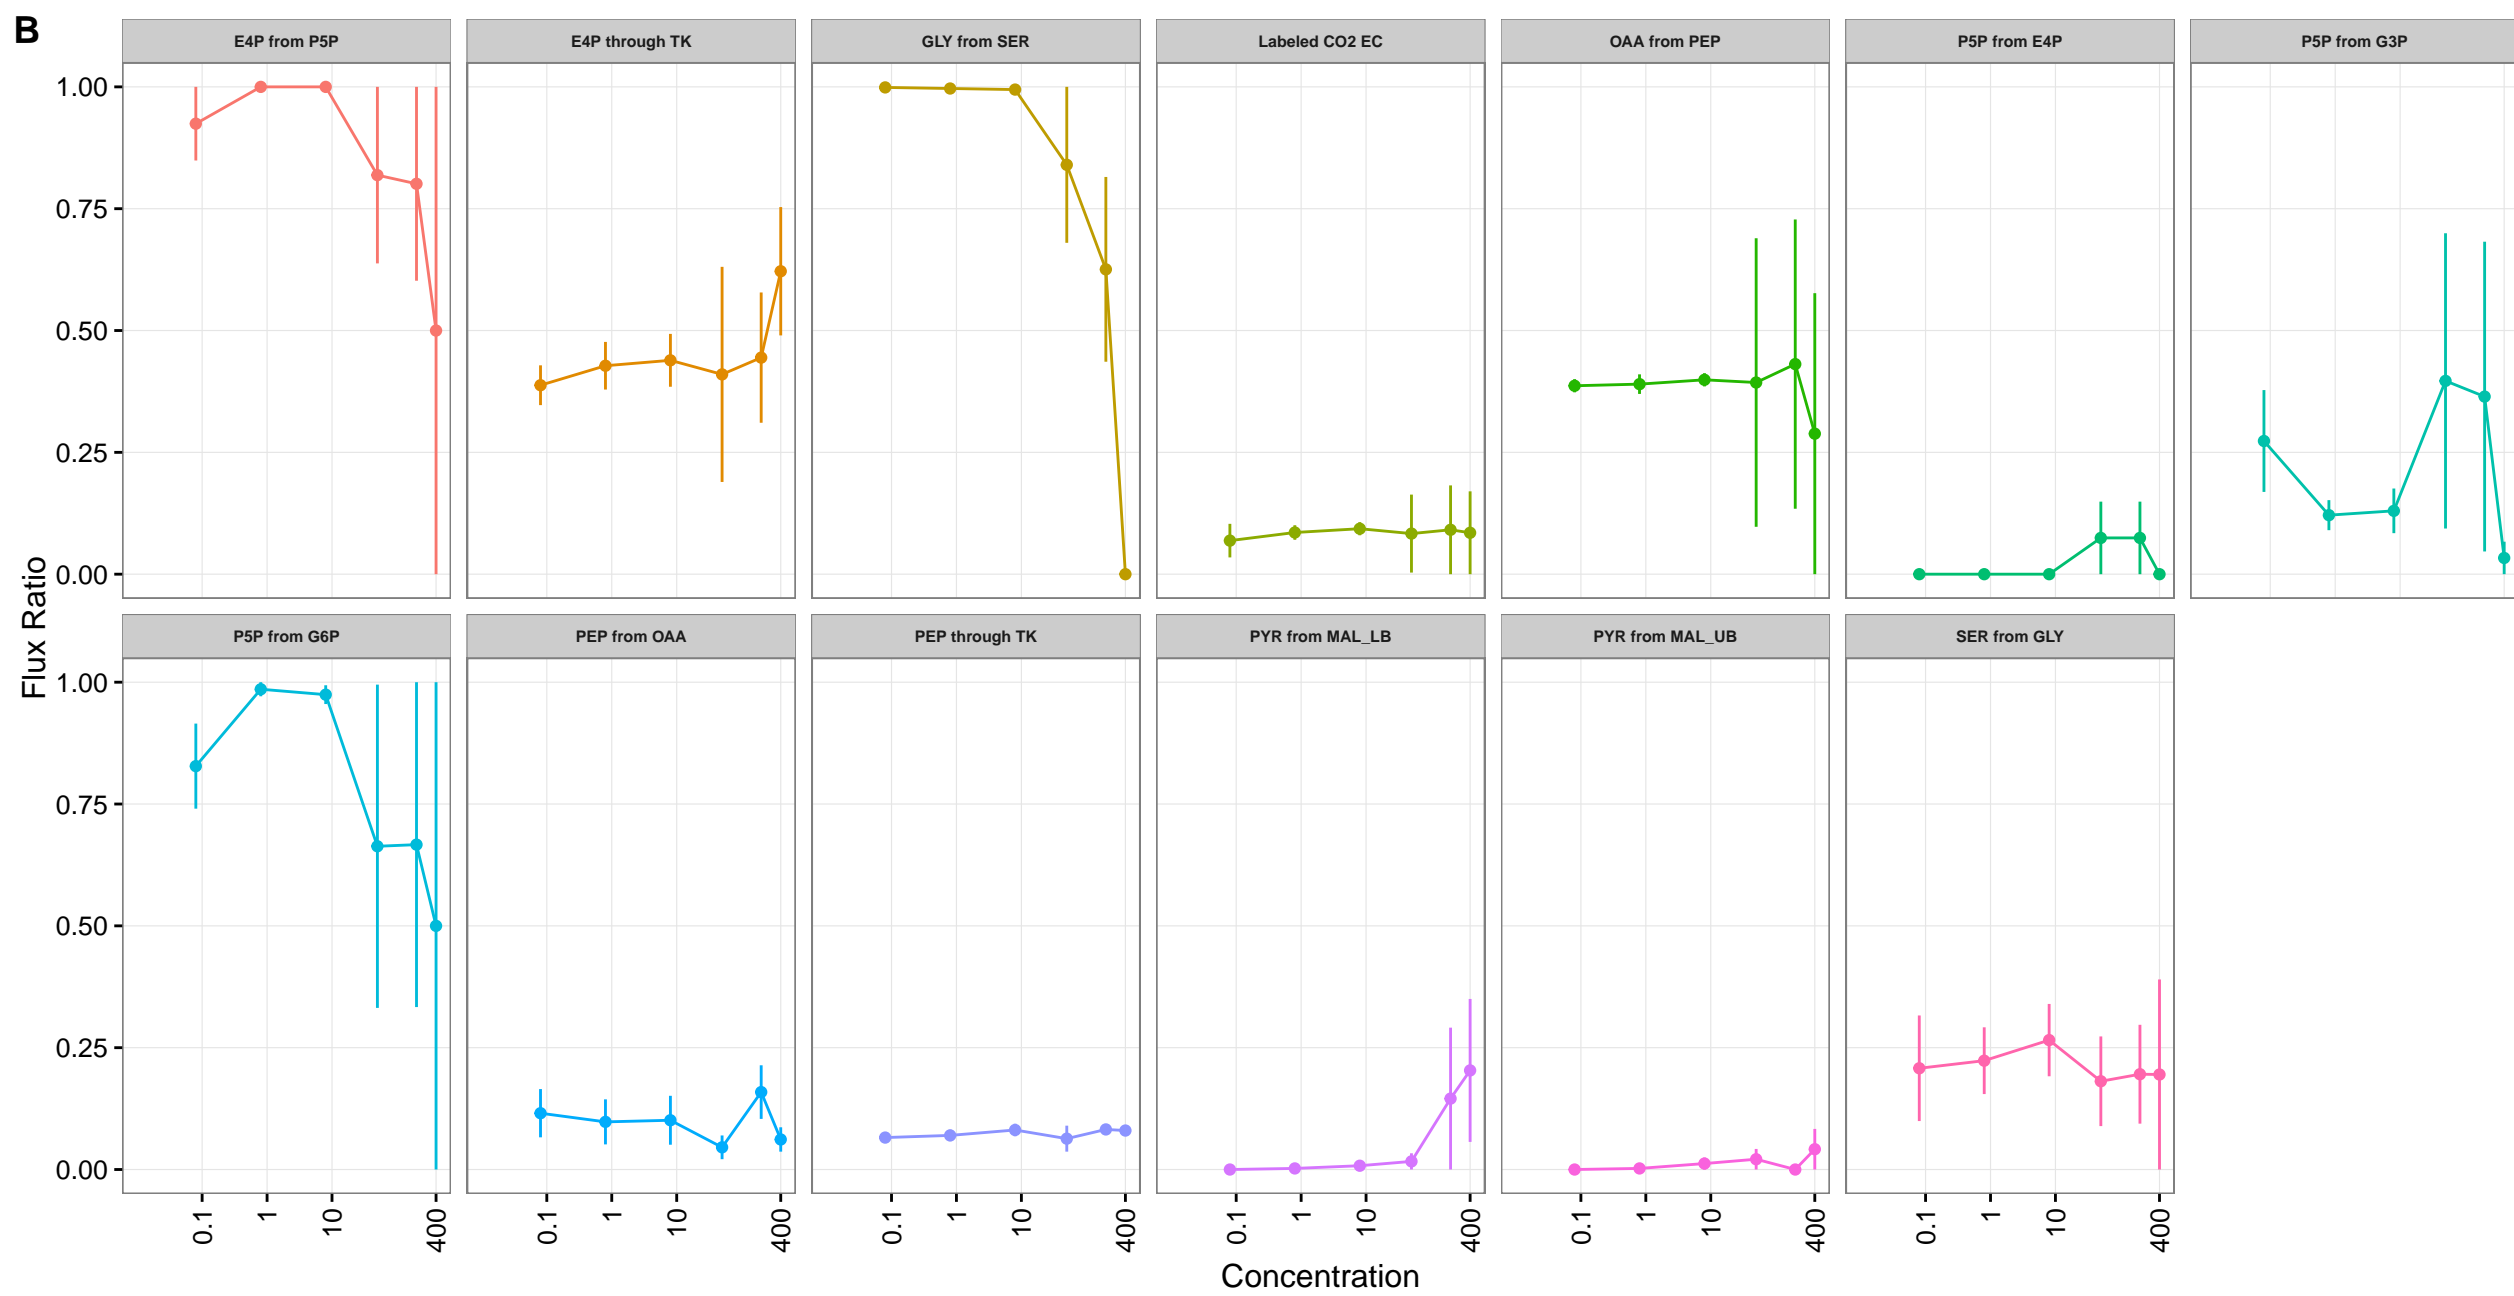 B
E4P from P5P
E4P through TK
GLY from SER
Labeled CO2 EC
OAA from PEP
P5P from E4P
P5P from G3P
1.00
0.75
0.50
0.25
0.00
Flux Ratio
P5P from G6P
PEP from OAA
PEP through TK
PYR from MAL_LB
PYR from MAL_UB
SER from GLY
1.00
0.75
0.50
0.25
0.00
0.1 1 10 400
0.1 1 10 400
0.1 1 10 400
0.1 1 10 400
0.1 1 10 400
0.1 1 10 400
Concentration